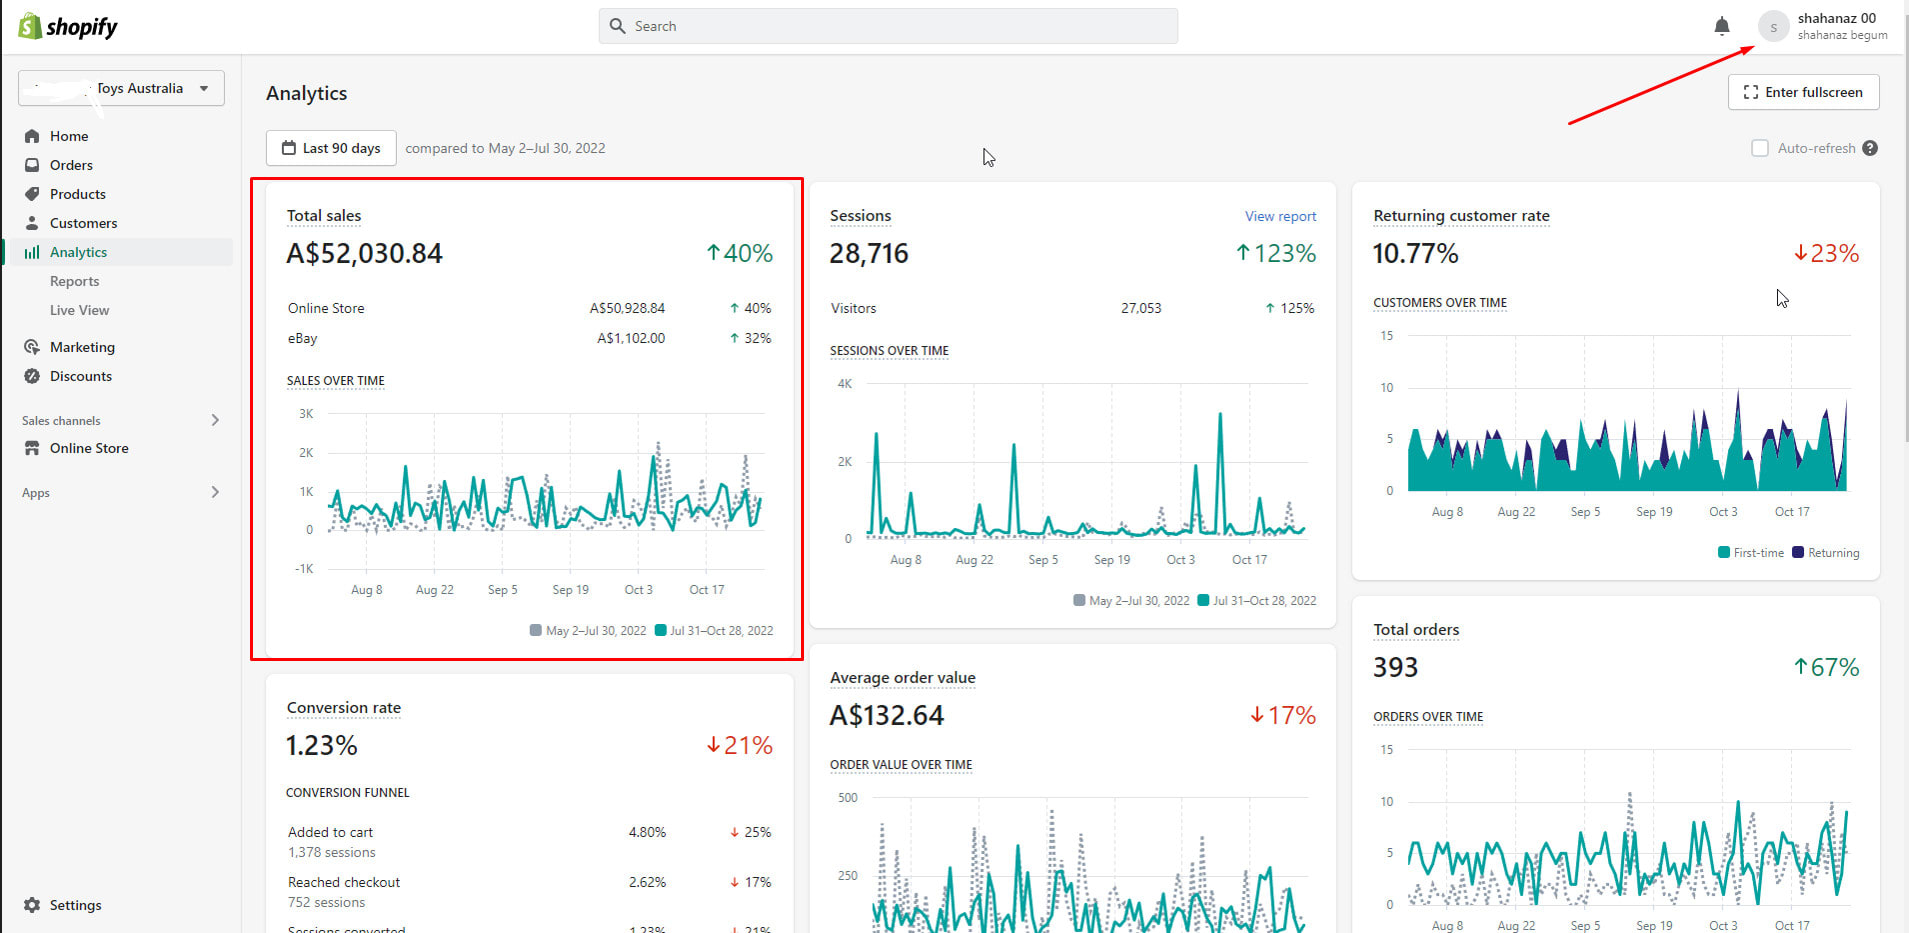 shopify
Search
shahanaz 00
S
shahanaz begum
Toys Australia
Home
Orders
Products
Customers
Analytics
Reports
Live View
Marketing
Discounts
Sales channels
Online Store
Apps
Settings
Analytics
Enter fullscreen
Last 90 days compared to May 2–Jul 30, 2022
Auto-refresh ?
Total sales
A$52,030.84 ↑40%
Online Store A$50,928.84 ↑ 40%
eBay A$1,102.00 ↑ 32%
SALES OVER TIME
3K
2K
1K
0
-1K
Aug 8 Aug 22 Sep 5 Sep 19 Oct 3 Oct 17
May 2–Jul 30, 2022 Jul 31–Oct 28, 2022
Conversion rate
1.23% ↓21%
CONVERSION FUNNEL
Added to cart 4.80% ↓ 25%
1,378 sessions
Reached checkout 2.62% ↓ 17%
752 sessions
Sessions converted 1.23% ↓ 21%
Sessions View report
28,716 ↑123%
Visitors 27,053 ↑ 125%
SESSIONS OVER TIME
4K
2K
0
Aug 8 Aug 22 Sep 5 Sep 19 Oct 3 Oct 17
May 2–Jul 30, 2022 Jul 31–Oct 28, 2022
Average order value
A$132.64 ↓17%
ORDER VALUE OVER TIME
500
250
Returning customer rate
10.77% ↓23%
CUSTOMERS OVER TIME
15
10
5
0
Aug 8 Aug 22 Sep 5 Sep 19 Oct 3 Oct 17
First-time Returning
Total orders
393 ↑67%
ORDERS OVER TIME
15
10
5
0
Aug 8 Aug 22 Sep 5 Sep 19 Oct 3 Oct 17